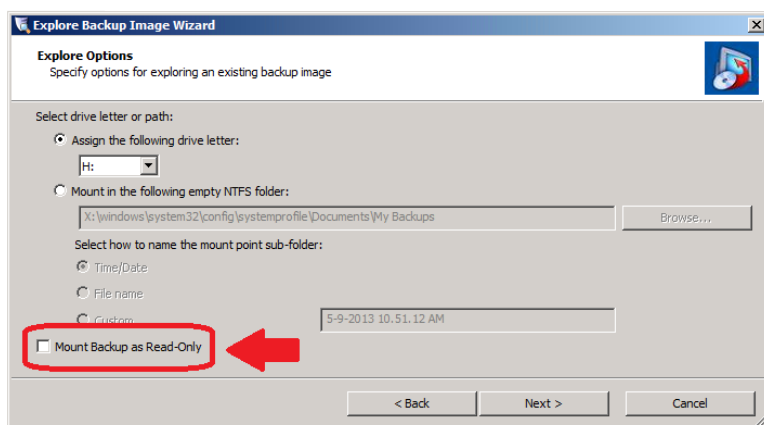 Explore Backup Image Wizard
Explore Options
Specify options for exploring an existing backup image
Select drive letter or path:
Assign the following drive letter:
H:
Mount in the following empty NTFS folder:
X:\windows\system32\config\systemprofile\Documents\My Backups
Browse...
Select how to name the mount point sub-folder:
Time/Date
File name
Custom
5-9-2013 10.51.12 AM
Mount Backup as Read-Only
< Back
Next >
Cancel